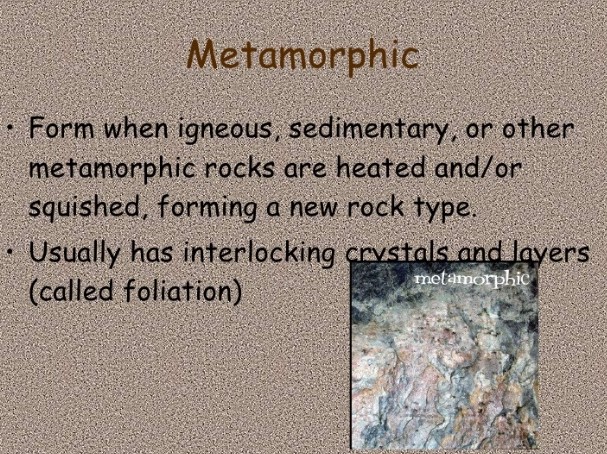 Metamorphic
• Form when igneous, sedimentary, or other
metamorphic rocks are heated and/or
squished, forming a new rock type.
• Usually has interlocking crystals and layers
(called foliation)
metamorphic